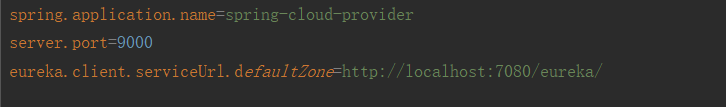 spring.application.name=spring-cloud-provider
server.port=9000
eureka.client.serviceUrl.defaultZone=http://localhost:7080/eureka/